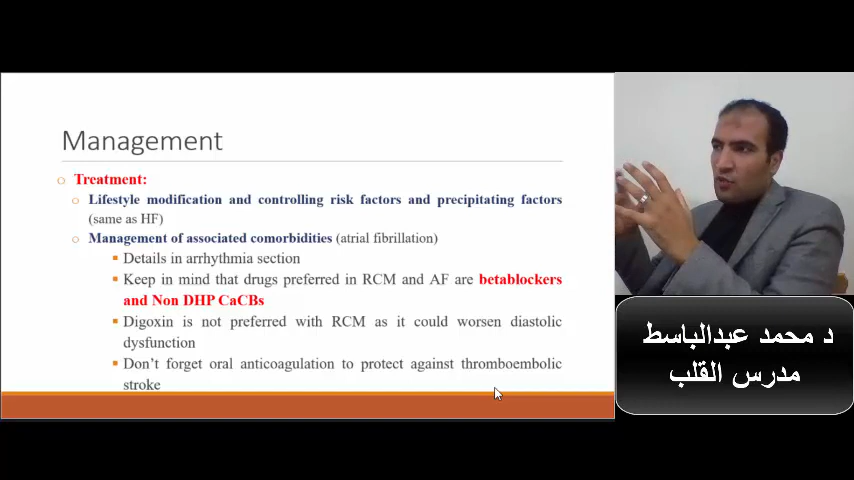 Management
Treatment:
Lifestyle modification and controlling risk factors and precipitating factors
(same as HF)
Management of associated comorbidities (atrial fibrillation)
Details in arrhythmia section
Keep in mind that drugs preferred in RCM and AF are betablockers
and Non DHP CaCBs
Digoxin is not preferred with RCM as it could worsen diastolic
dysfunction
Don't forget oral anticoagulation to protect against thromboembolic
stroke
د محمد عبدالباسط
مدرس القلب